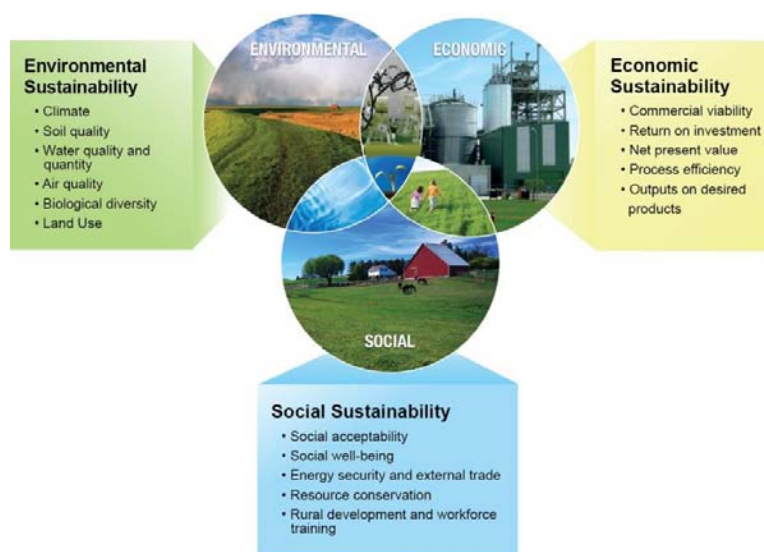 ENVIRONMENTAL
ECONOMIC
SOCIAL
Environmental
Sustainability
• Climate
• Soil quality
• Water quality and
quantity
• Air quality
• Biological diversity
• Land Use
Economic
Sustainability
• Commercial viability
• Return on investment
• Net present value
• Process efficiency
• Outputs on desired
products
Social Sustainability
• Social acceptability
• Social well-being
• Energy security and external trade
• Resource conservation
• Rural development and workforce
training